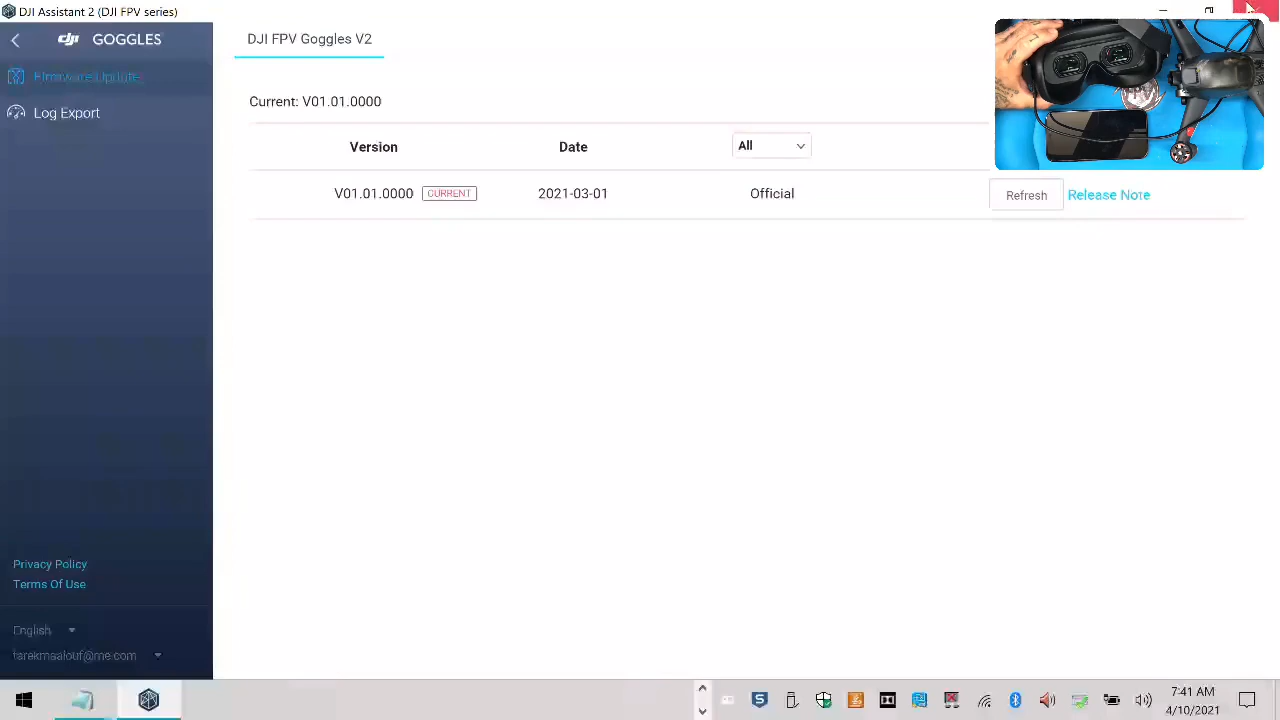 DJI Assistant 2 (DJI FPV series)
dji GOGGLES
Firmware Update
Log Export
Privacy Policy
Terms Of Use
English
tarekmaalouf@me.com
DJI FPV Goggles V2
Current: V01.01.0000
Version Date All
V01.01.0000 CURRENT 2021-03-01 Official Refresh Release Note
7:41 AM
4/10/2021